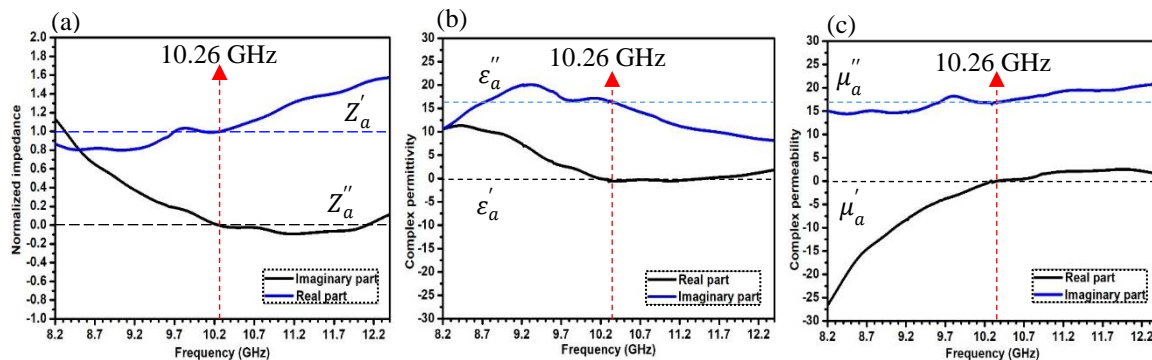 (a)
10.26 GHz
Normalized impedance
2.0
1.8
1.6
1.4
1.2
1.0
0.8
0.6
0.4
0.2
0.0
-0.2
-0.4
-0.6
-0.8
-1.0
Z'a
Z''a
Imaginary part
Real part
8.2 8.7 9.2 9.7 10.2 10.7 11.2 11.7 12.2
Frequency (GHz)
(b)
10.26 GHz
Complex permittivity
30
25
20
15
10
5
0
-5
-10
-15
-20
-25
-30
ε''a
ε'a
Real part
Imaginary part
8.2 8.7 9.2 9.7 10.2 10.7 11.2 11.7 12.2
Frequency (GHz)
(c)
10.26 GHz
Complex permeability
30
25
20
15
10
5
0
-5
-10
-15
-20
-25
-30
μ''a
μ'a
Real part
Imaginary part
8.2 8.7 9.2 9.7 10.2 10.7 11.2 11.7 12.2
Frequency (GHz)